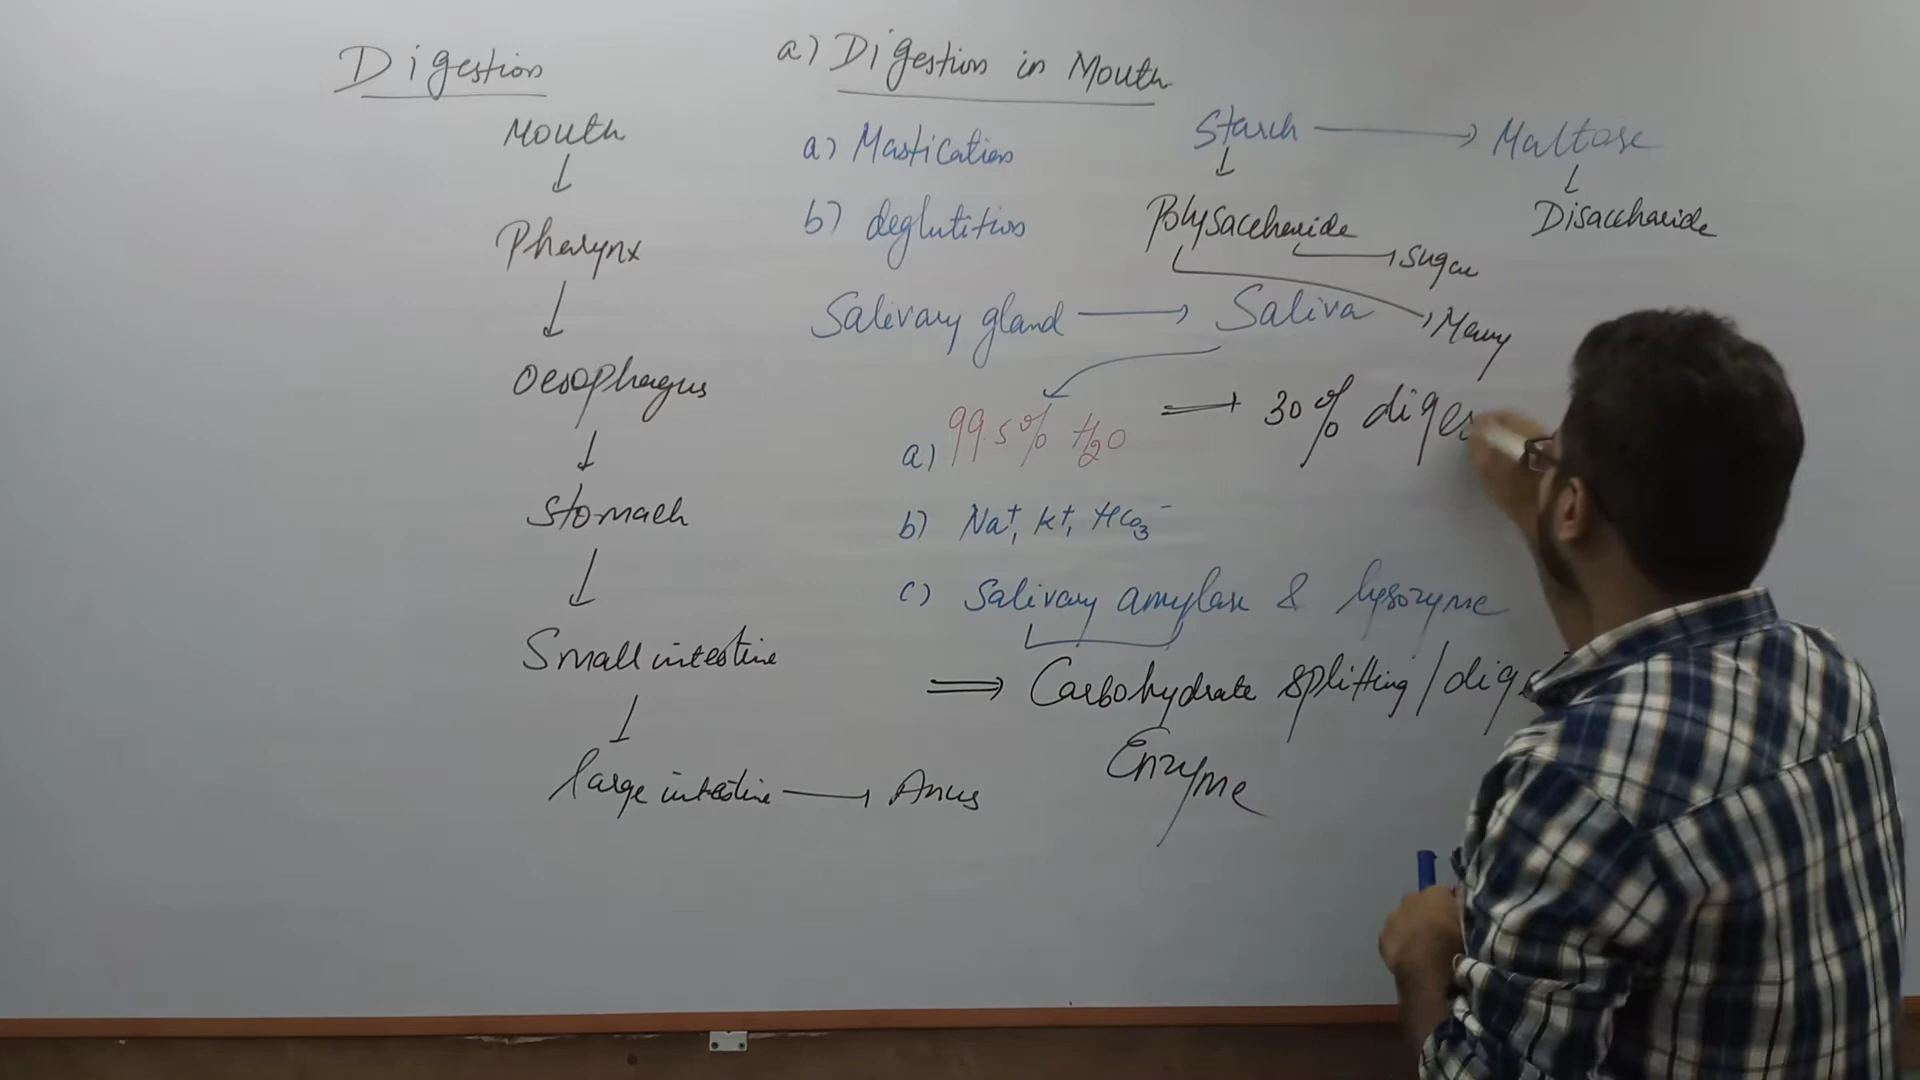 Digestion
Mouth
↓
Pharynx
↓
Oesophagus
↓
Stomach
↓
Small intestine
↓
large intestine → Anus
a) Digestion in Mouth
a) Mastication
b) deglutition
Starch → Maltose
↓ ↓
Polysaccharide Disaccharide
→ Sugar
→ Many
Salivary gland → Saliva
a) 99.5% H₂O ⇒ 30% diges
b) Na⁺, K⁺, HCO₃⁻
c) Salivary amylase & lysozyme
⇒ Carbohydrate splitting / dige
Enzyme